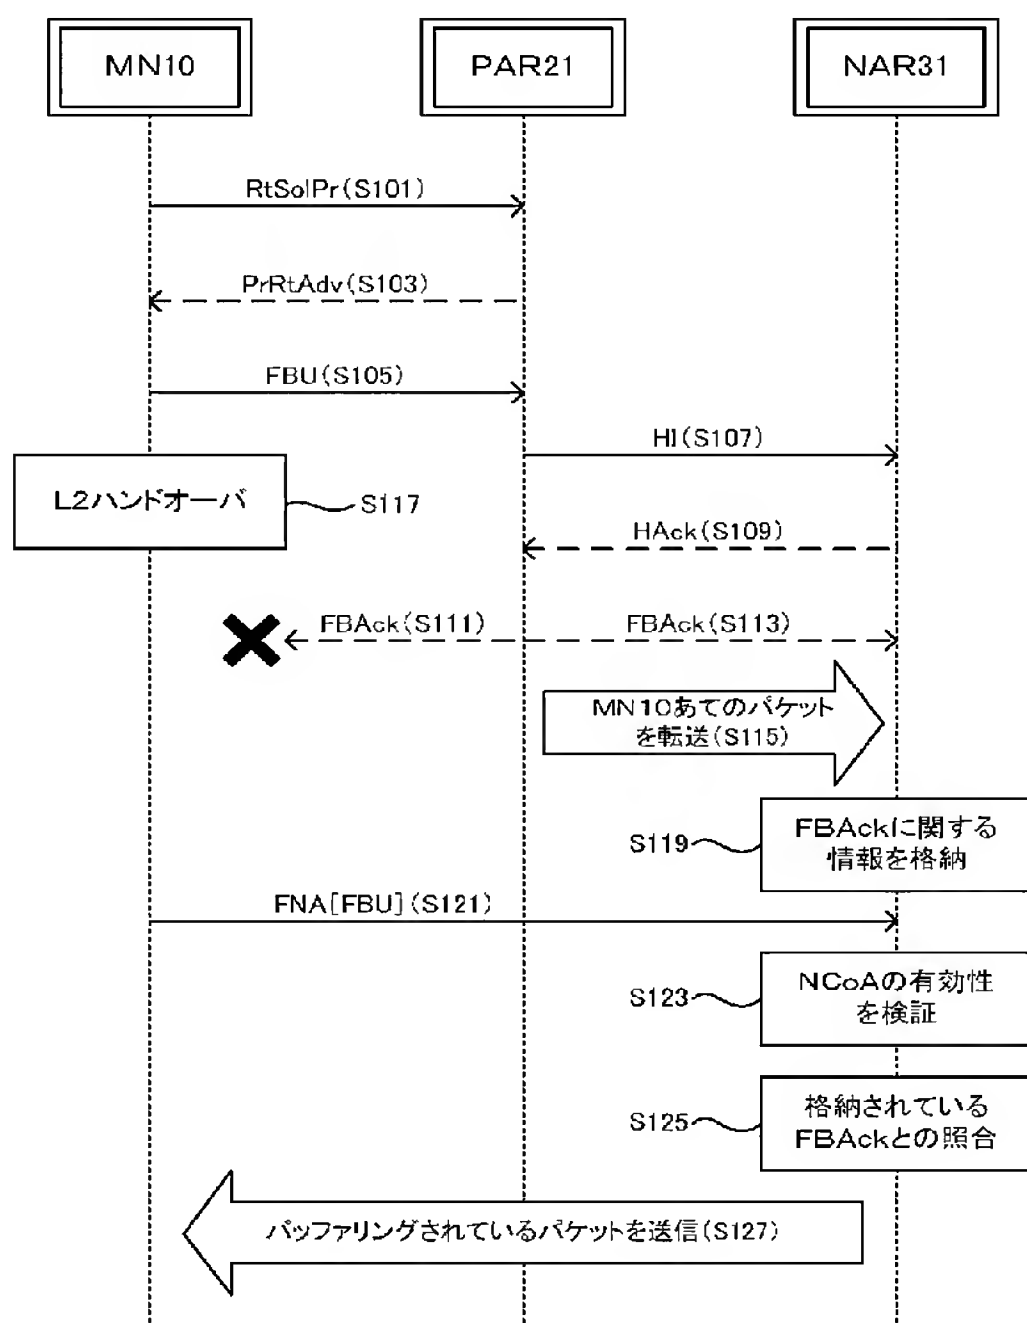 MN10
PAR21
NAR31
RtSolPr(S101)
PrRtAdv(S103)
FBU(S105)
HI(S107)
L2ハンドオーバ
S117
HAck(S109)
FBAck(S111)
FBAck(S113)
MN10あてのパケット
を転送(S115)
S119
FBAckに関する
情報を格納
FNA[FBU](S121)
S123
NCoAの有効性
を検証
S125
格納されている
FBAckとの照合
バッファリングされているパケットを送信(S127)